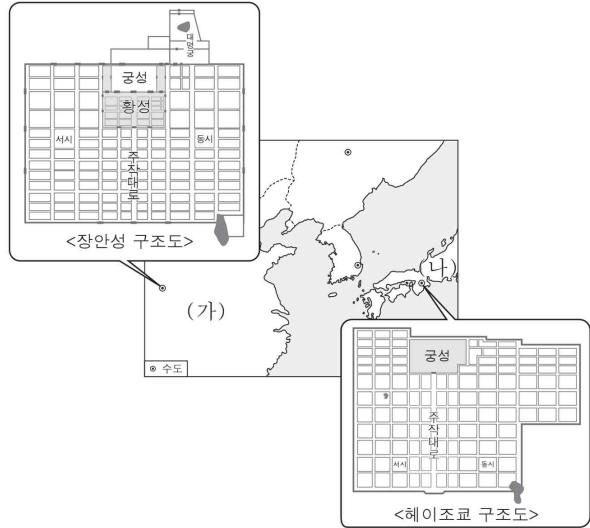 대명궁
궁성
황성
서시
동시
주작대로
<장안성 구조도>
(가)
(나)
◉ 수도
궁성
주작대로
서시
동시
<헤이조쿄 구조도>